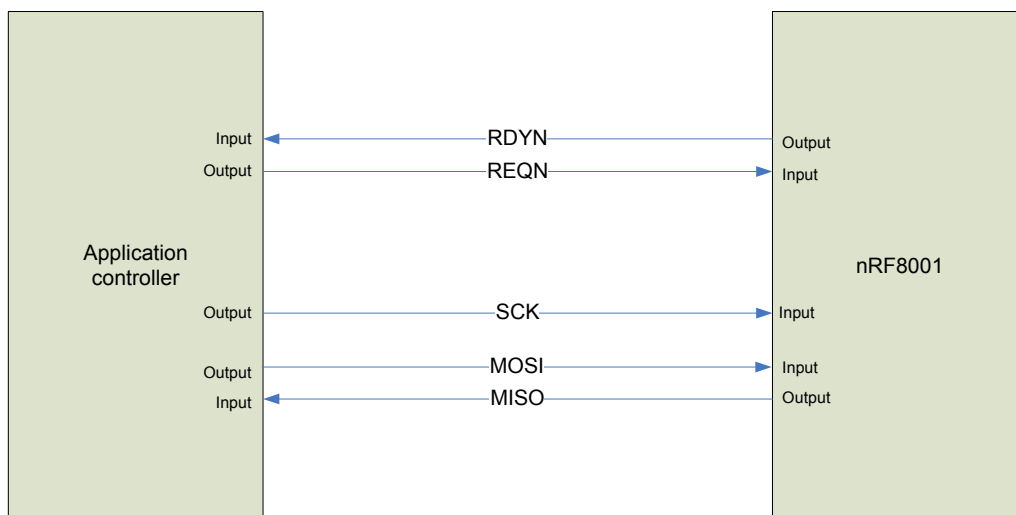 Input
RDYN
Output
Output
REQN
Input
Application
controller
nRF8001
Output
SCK
Input
Output
MOSI
Input
Input
MISO
Output